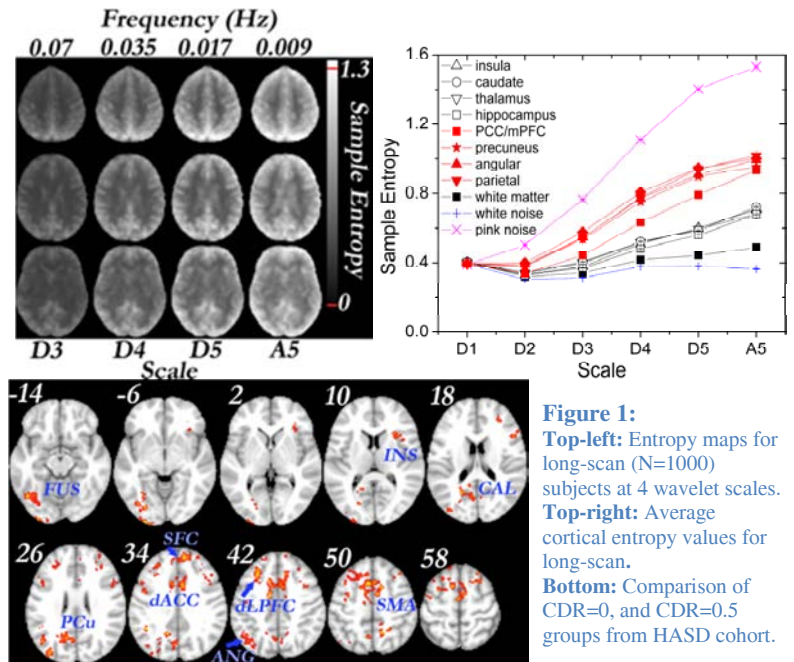 Frequency (Hz)
0.07 0.035 0.017 0.009
1.3
Sample Entropy
0
D3 D4 D5 A5
Scale
1.6
1.2
0.8
0.4
0.0
Sample Entropy
insula
caudate
thalamus
hippocampus
PCC/mPFC
precuneus
angular
parietal
white matter
white noise
pink noise
D1 D2 D3 D4 D5 A5
Scale
-14 -6 2 10 18
FUS INS CAL
26 34 42 50 58
SFC
PCu dACC dLPFC SMA
ANG
Figure 1:
Top-left: Entropy maps for
long-scan (N=1000)
subjects at 4 wavelet scales.
Top-right: Average
cortical entropy values for
long-scan.
Bottom: Comparison of
CDR=0, and CDR=0.5
groups from HASD cohort.